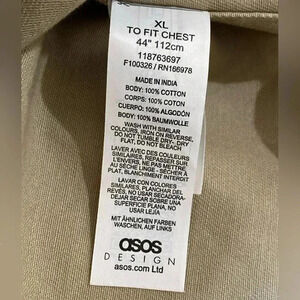 XL
TO FIT CHEST
44" 112cm
118763697
F100326 / RN166978
MADE IN INDIA
BODY: 100% COTTON
CORPS: 100% COTON
CUERPO: 100% ALGODÓN
BODY: 100% BAUMWOLLE
WASH WITH SIMILAR
COLOURS, IRON ON REVERSE,
DO NOT TUMBLE DRY- DRY
FLAT, DO NOT BLEACH
LAVER AVEC DES COULEURS
SIMILAIRES, REPASSER SUR
L'ENVERS, NE PAS METTRE
AU SÈCHE LINGE - SÉCHER À
PLAT, BLANCHIMENT INTERDIT
LAVAR CON COLORES
SIMILARES, PLANCHAR DEL
REVÉS, NO USAR SECADORA-
DEJAR SECAR SOBRE UNA
SUPERFICIE PLANA, NO
USAR LEJIA
MIT ÄHNLICHEN FARBEN
WASCHEN, AUF LINKS
asos
DESIGN
asos.com Ltd